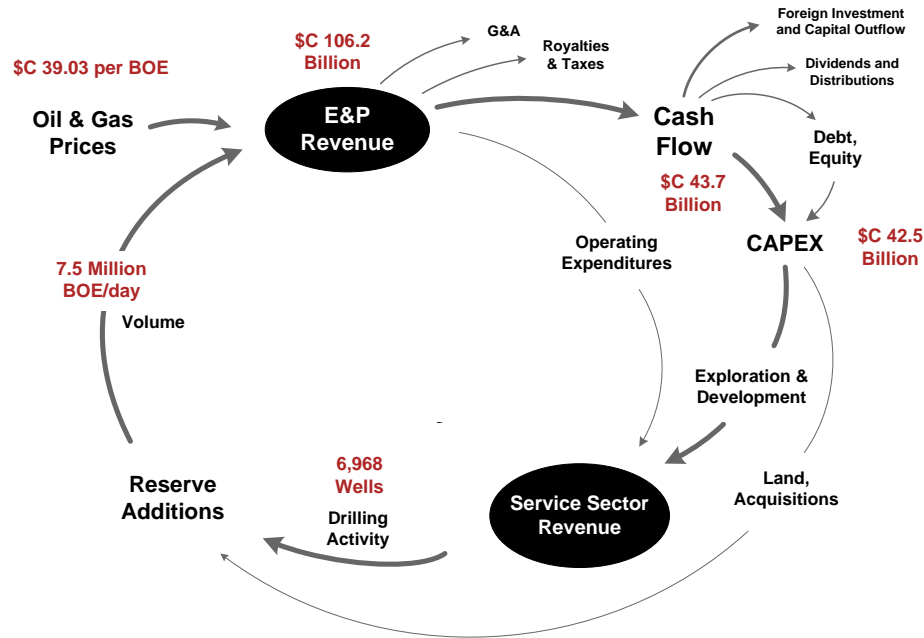 Foreign Investment
and Capital Outflow
G&A
$C 106.2
Billion
Royalties
& Taxes
$C 39.03 per BOE
Dividends and
Distributions
Oil & Gas
Prices
E&P
Revenue
Cash
Flow
Debt,
Equity
$C 43.7
Billion
CAPEX
$C 42.5
Billion
Operating
Expenditures
7.5 Million
BOE/day
Volume
Exploration &
Development
6,968
Wells
Reserve
Additions
Drilling
Activity
Service Sector
Revenue
Land,
Acquisitions